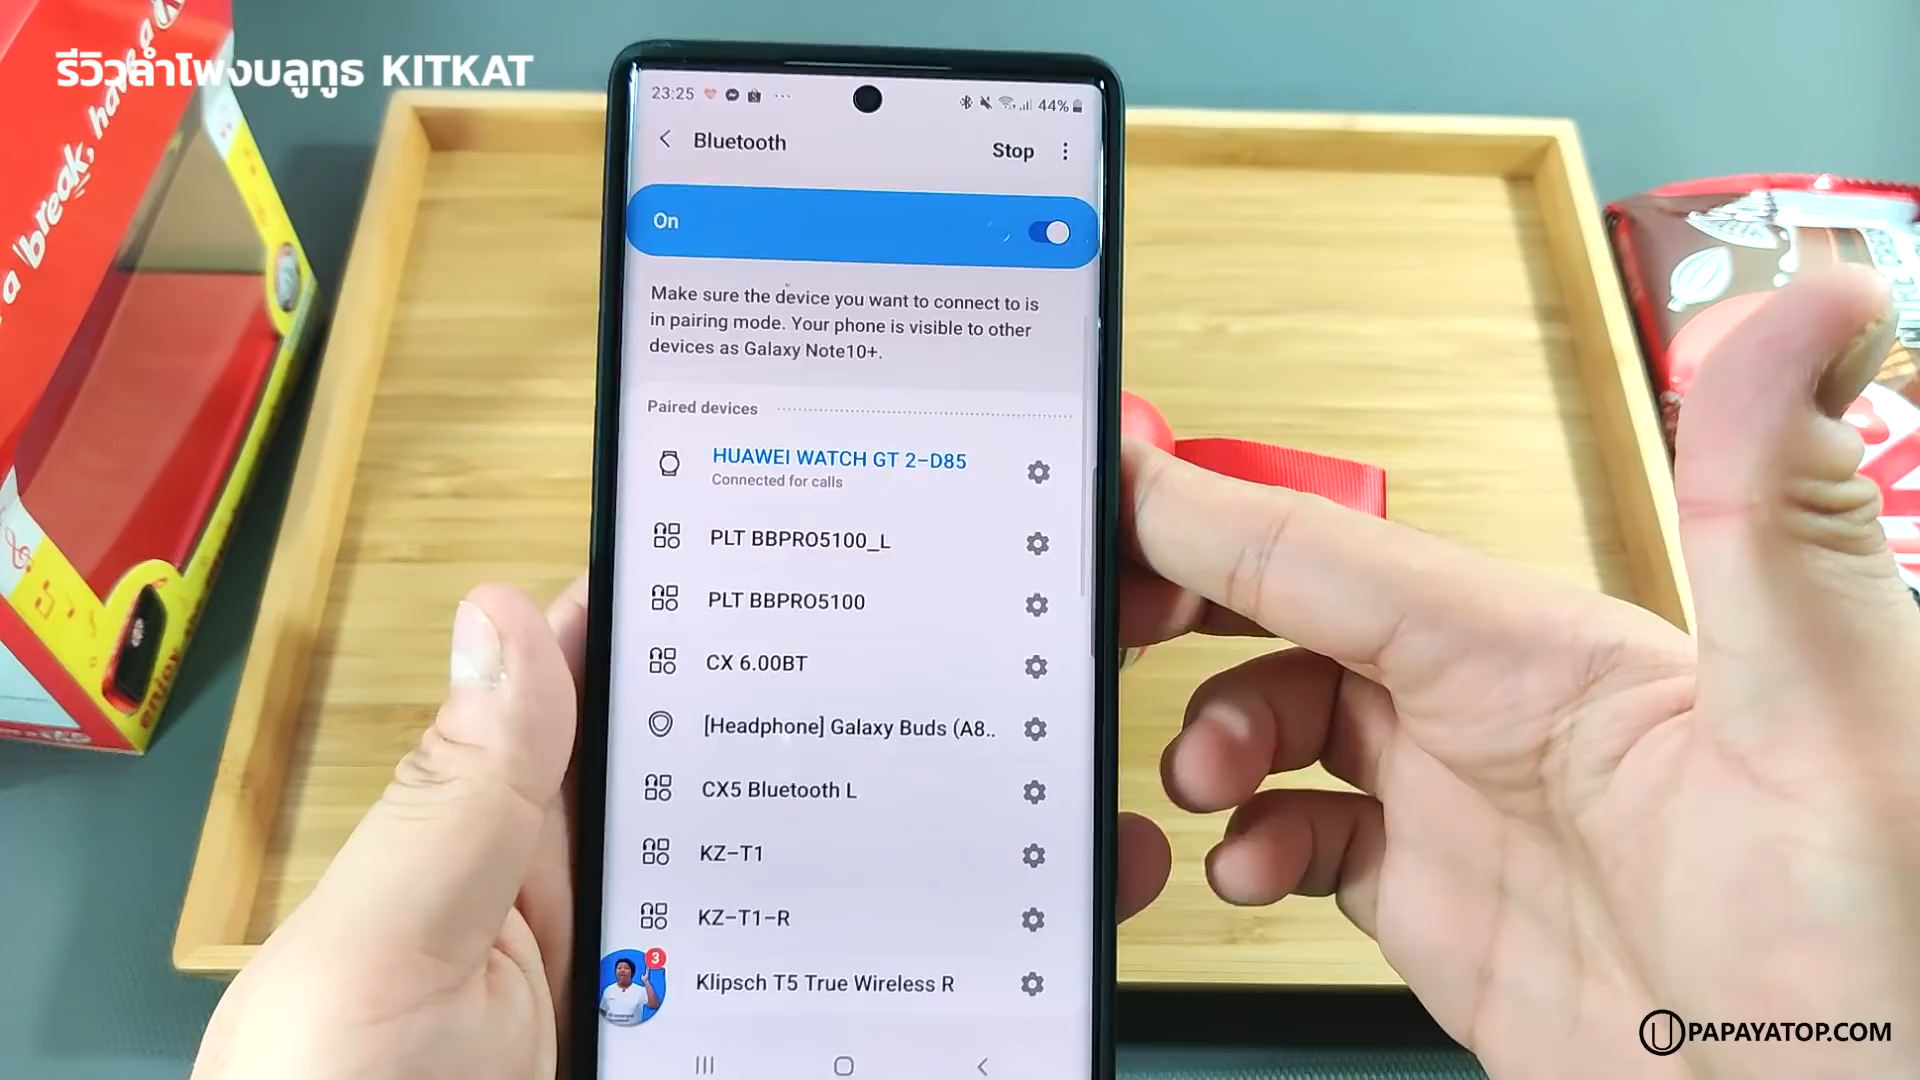 รีวิวลำโพงบลูทูธ KITKAT
a break, have a
23:25
44%
Bluetooth
Stop
On
Make sure the device you want to connect to is
in pairing mode. Your phone is visible to other
devices as Galaxy Note10+.
Paired devices
HUAWEI WATCH GT 2-D85
Connected for calls
PLT BBPRO5100_L
PLT BBPRO5100
CX 6.00BT
[Headphone] Galaxy Buds (A8..
CX5 Bluetooth L
KZ-T1
KZ-T1-R
3
Klipsch T5 True Wireless R
enjoy
PAPAYATOP.COM